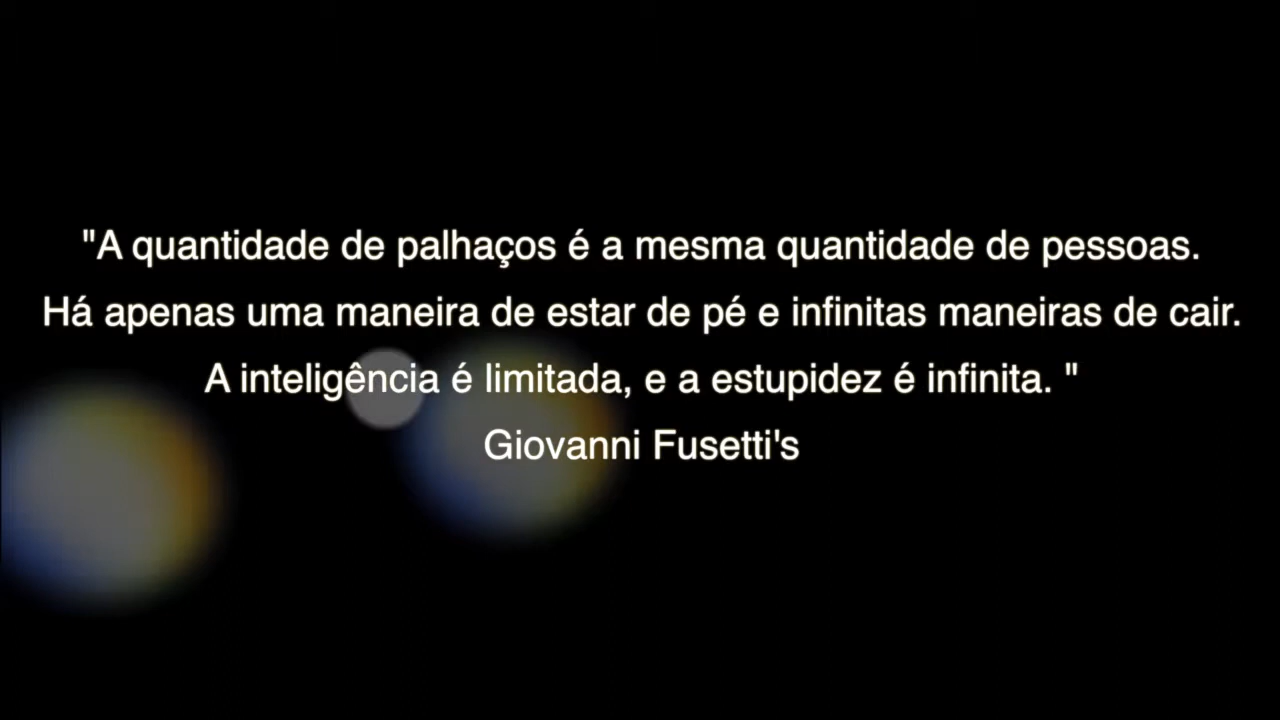 "A quantidade de palhaços é a mesma quantidade de pessoas.
Há apenas uma maneira de estar de pé e infinitas maneiras de cair.
A inteligência é limitada, e a estupidez é infinita. "
Giovanni Fusetti's